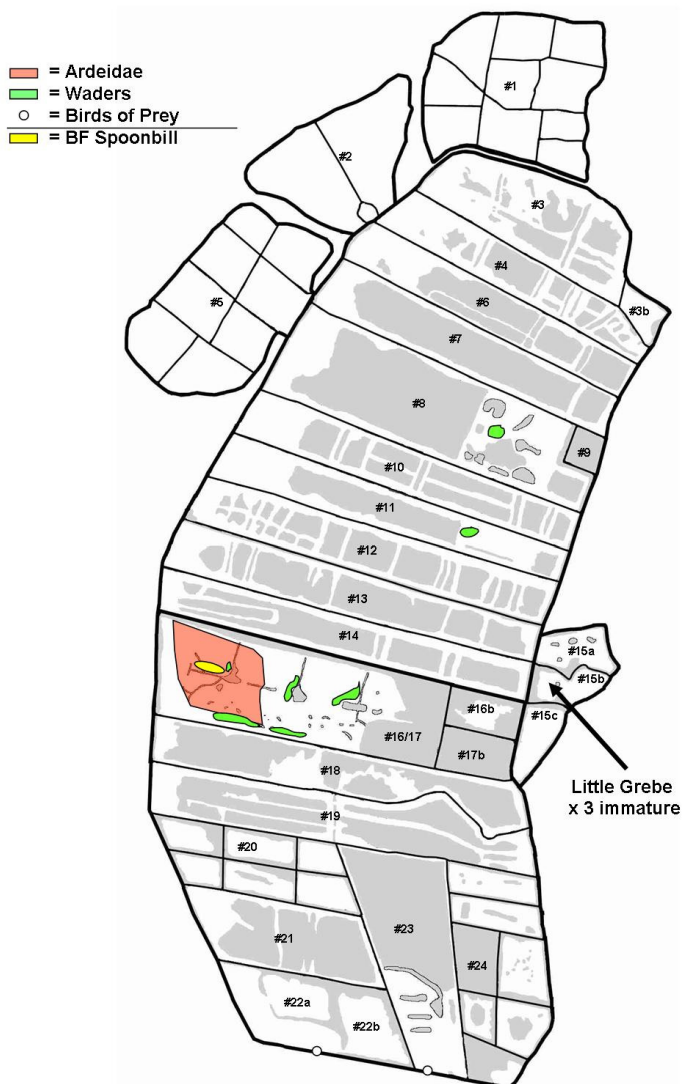 = Ardeidae
= Waders
= Birds of Prey
= BF Spoonbill
#1
#2
#3
#4
#3b
#5
#6
#7
#8
#9
#10
#11
#12
#13
#14
#15a
#15b
#15c
#16b
#16/17
#17b
#18
Little Grebe
x 3 immature
#19
#20
#21
#23
#24
#22a
#22b